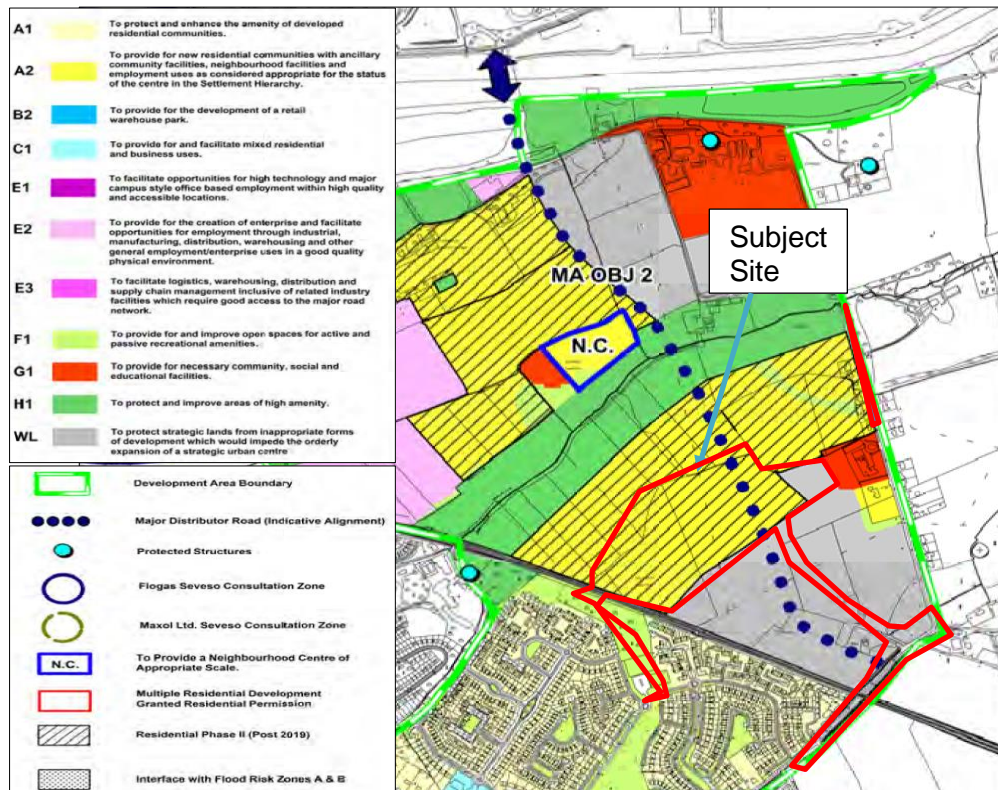 A1
To protect and enhance the amenity of developed
residential communities.
A2
To provide for new residential communities with ancillary
community facilities, neighbourhood facilities and
employment uses as considered appropriate for the status
of the centre in the Settlement Hierarchy.
B2
To provide for the development of a retail
warehouse park.
C1
To provide for and facilitate mixed residential
and business uses.
E1
To facilitate opportunities for high technology and major
campus style office based employment within high quality
and accessible locations.
E2
To provide for the creation of enterprise and facilitate
opportunities for employment through industrial,
manufacturing, distribution, warehousing and other
general employment/enterprise uses in a good quality
physical environment.
E3
To facilitate logistics, warehousing, distribution and
supply chain management inclusive of related industry
facilities which require good access to the major road
network.
F1
To provide for and improve open spaces for active and
passive recreational amenities.
G1
To provide for necessary community, social and
educational facilities.
H1
To protect and improve areas of high amenity.
WL
To protect strategic lands from inappropriate forms
of development which would impede the orderly
expansion of a strategic urban centre
Development Area Boundary
Major Distributor Road (Indicative Alignment)
Protected Structures
Flogas Seveso Consultation Zone
Maxol Ltd. Seveso Consultation Zone
N.C.
To Provide a Neighbourhood Centre of
Appropriate Scale.
Multiple Residential Development
Granted Residential Permission
Residential Phase II (Post 2019)
Interface with Flood Risk Zones A & B
Subject
Site
MA OBJ 2
N.C.